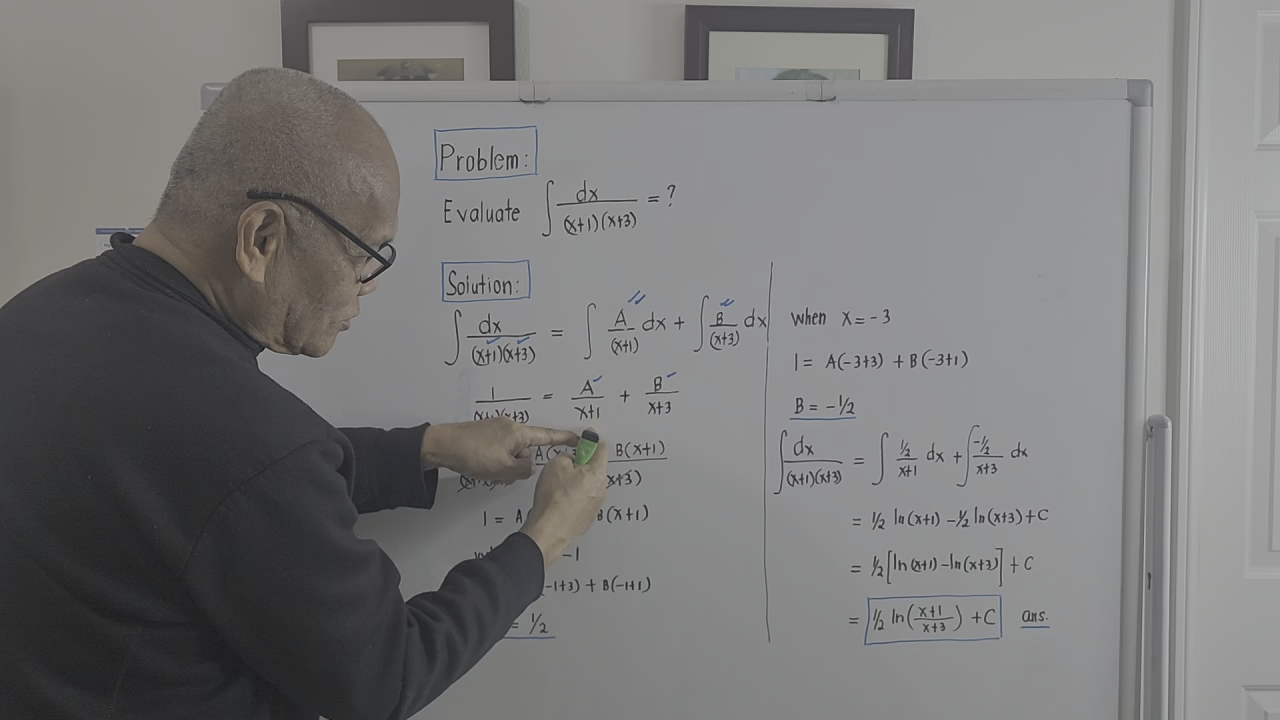 Problem:
Evaluate ∫ dx/((x+1)(x+3)) = ?
Solution:
∫ dx/((x+1)(x+3)) = ∫ A/(x+1) dx + ∫ B/(x+3) dx
1/((x+1)(x+3)) = A/(x+1) + B/(x+3)
B(x+1)
x+3)
1 = A B(x+1)
-1
-1+3) + B(-1+1)
= 1/2
when x = -3
1 = A(-3+3) + B(-3+1)
B = -1/2
∫ dx/((x+1)(x+3)) = ∫ (1/2)/(x+1) dx + ∫ (-1/2)/(x+3) dx
= 1/2 ln(x+1) - 1/2 ln(x+3) + C
= 1/2 [ln(x+1) - ln(x+3)] + C
= 1/2 ln((x+1)/(x+3)) + C ans.